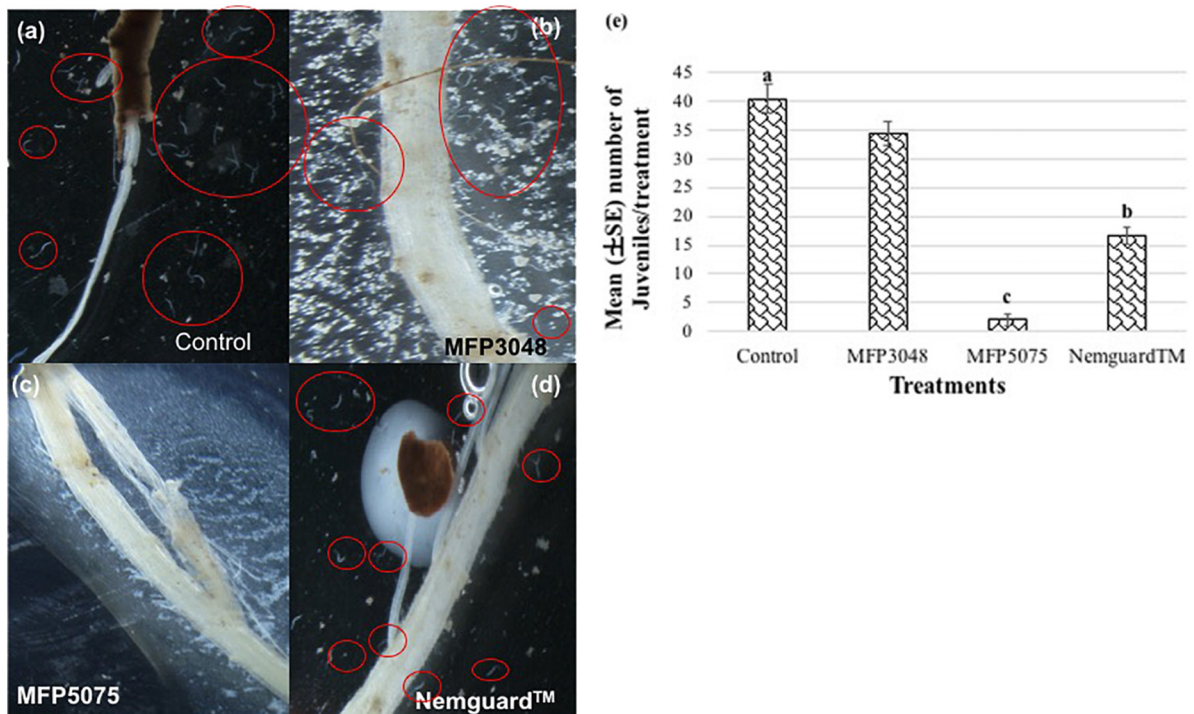 (a)
Control
(b)
MFP3048
(c)
MFP5075
(d)
Nemguard™
(e)
Mean (±SE) number of
Juveniles/treatment
45
40
35
30
25
20
15
10
5
0
a
c
b
Control MFP3048 MFP5075 NemguardTM
Treatments